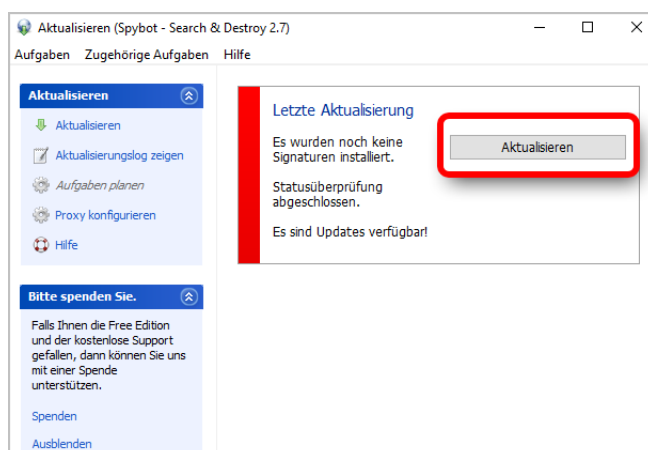 Aktualisieren (Spybot - Search & Destroy 2.7)
Aufgaben Zugehörige Aufgaben Hilfe
Aktualisieren
Aktualisieren
Aktualisierungslog zeigen
Aufgaben planen
Proxy konfigurieren
Hilfe
Bitte spenden Sie.
Falls Ihnen die Free Edition
und der kostenlose Support
gefallen, dann können Sie uns
mit einer Spende
unterstützen.
Spenden
Ausblenden
Letzte Aktualisierung
Es wurden noch keine
Signaturen installiert.
Statusüberprüfung
abgeschlossen.
Es sind Updates verfügbar!
Aktualisieren